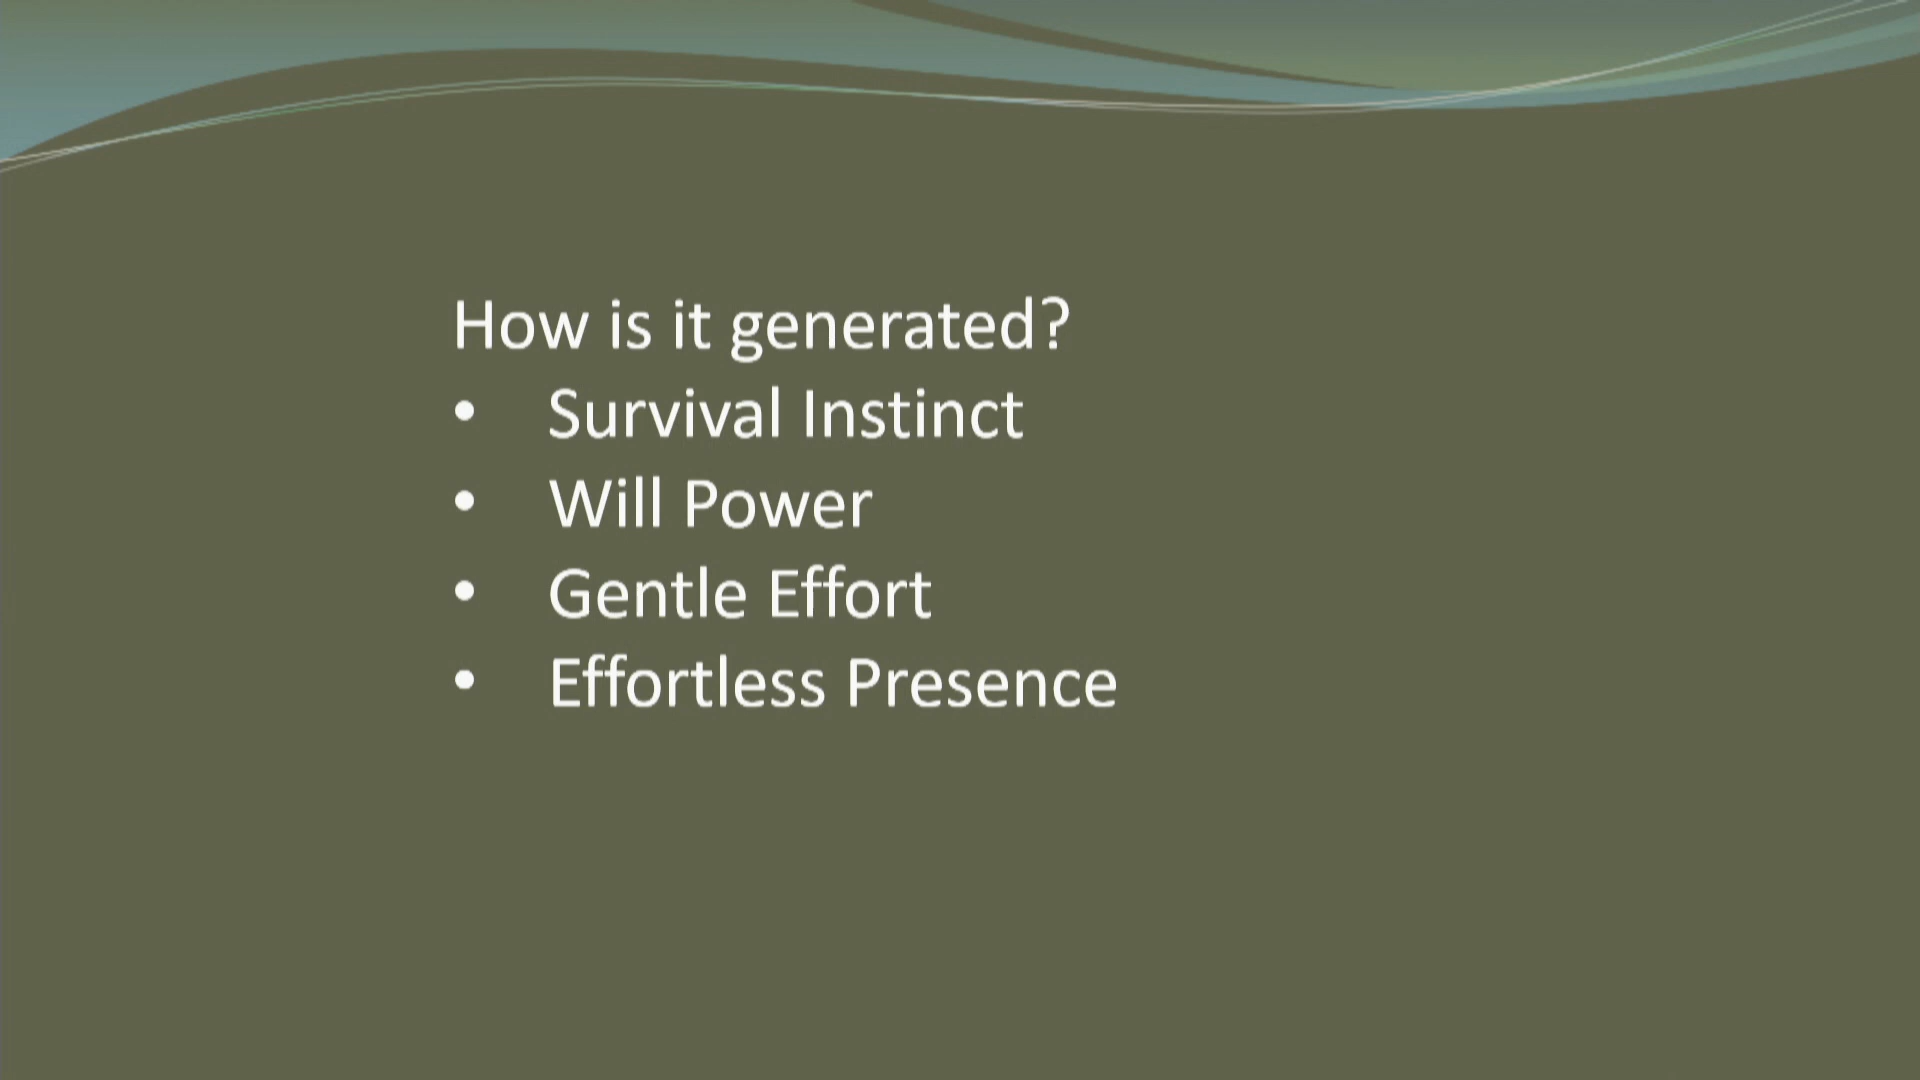 How is it generated?
• Survival Instinct
• Will Power
• Gentle Effort
• Effortless Presence